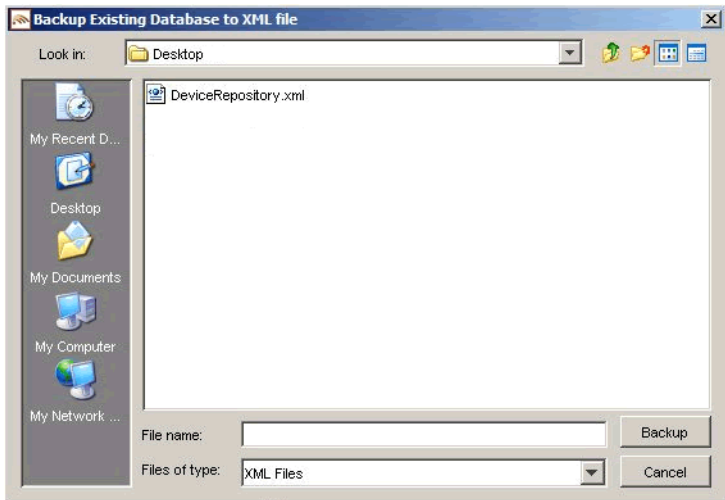 Backup Existing Database to XML file
Look in:
Desktop
DeviceRepository.xml
My Recent D...
Desktop
My Documents
My Computer
My Network ...
File name:
Backup
Files of type:
XML Files
Cancel